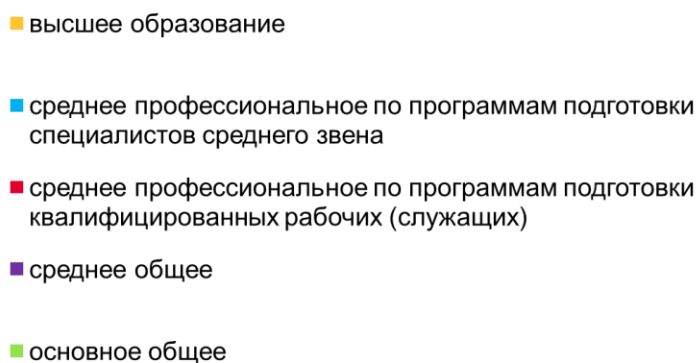 высшее образование
среднее профессиональное по программам подготовки
специалистов среднего звена
среднее профессиональное по программам подготовки
квалифицированных рабочих (служащих)
среднее общее
основное общее